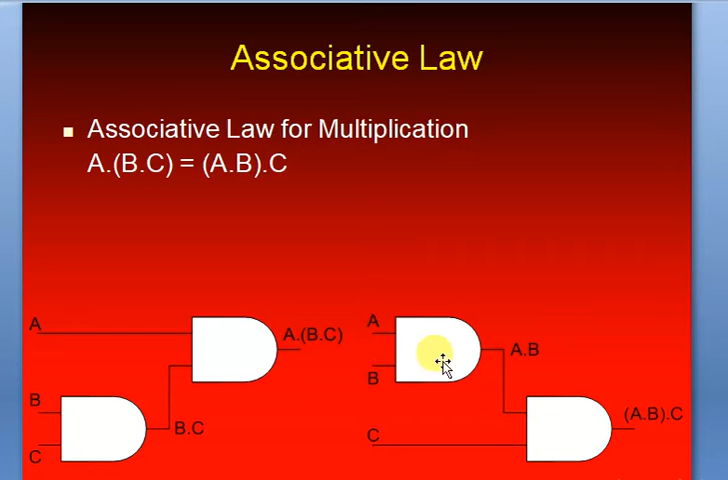 Associative Law
Associative Law for Multiplication
A.(B.C) = (A.B).C
A
A.(B.C)
B
B.C
C
A
A.B
B
(A.B).C
C